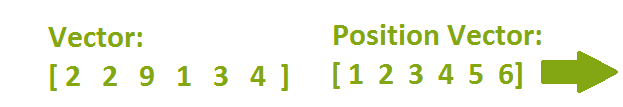 Vector: Position Vector:
[ 2 2 9 1 3 4 ] [ 1 2 3 4 5 6]